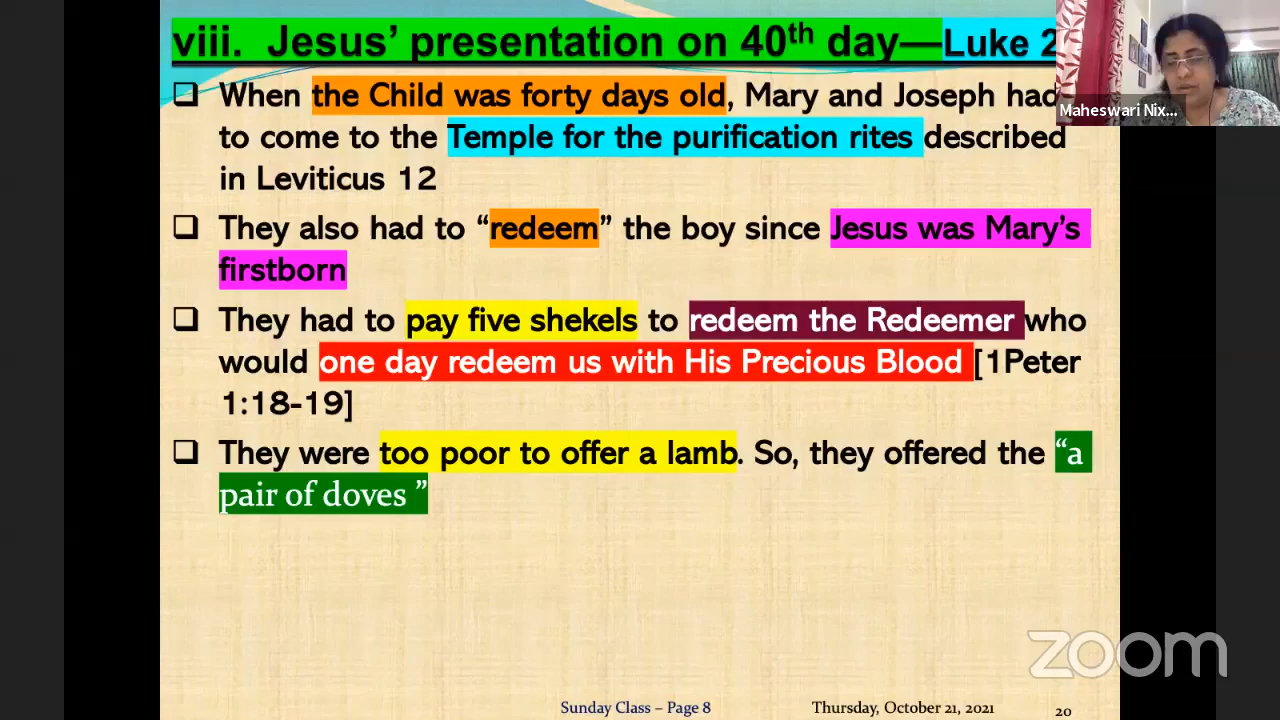 viii. Jesus’ presentation on 40th day—Luke 2
When the Child was forty days old, Mary and Joseph had
to come to the Temple for the purification rites described
in Leviticus 12
They also had to “redeem” the boy since Jesus was Mary’s
firstborn
They had to pay five shekels to redeem the Redeemer who
would one day redeem us with His Precious Blood [1Peter
1:18-19]
They were too poor to offer a lamb. So, they offered the “a
pair of doves ”
Maheswari Nix...
zoom
Sunday Class – Page 8
Thursday, October 21, 2021
20